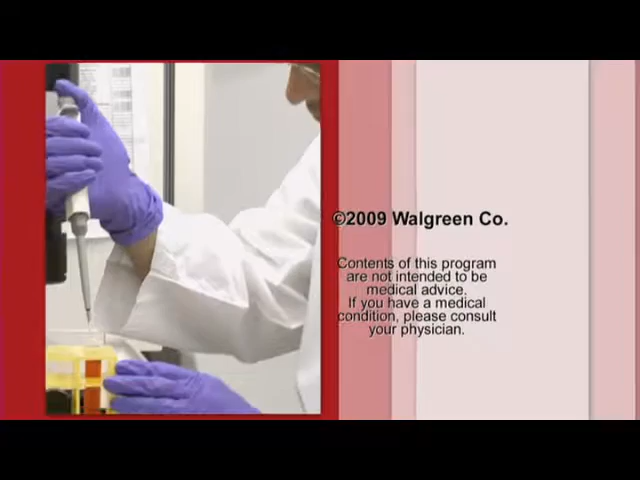 ©2009 Walgreen Co.
Contents of this program
are not intended to be
medical advice.
If you have a medical
condition, please consult
your physician.